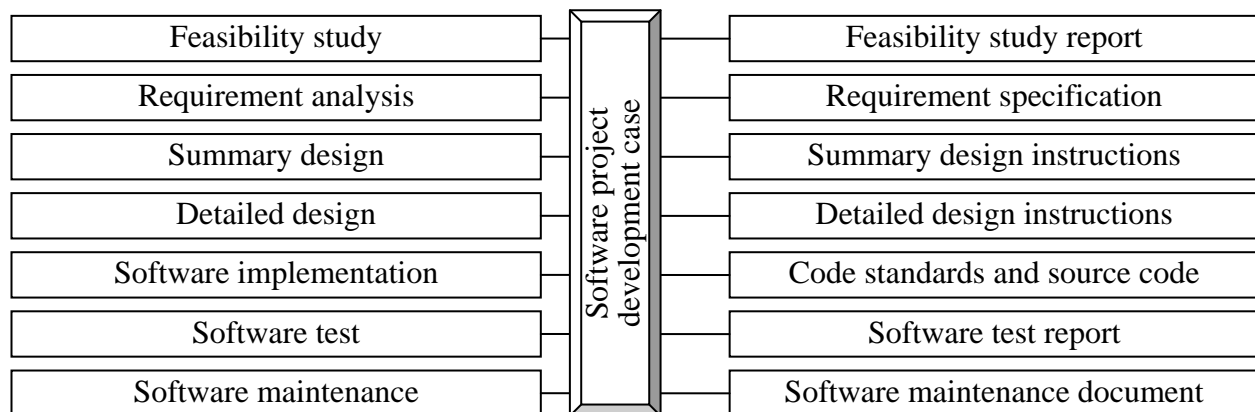 Feasibility study
Requirement analysis
Summary design
Detailed design
Software implementation
Software test
Software maintenance
Software project
development case
Feasibility study report
Requirement specification
Summary design instructions
Detailed design instructions
Code standards and source code
Software test report
Software maintenance document